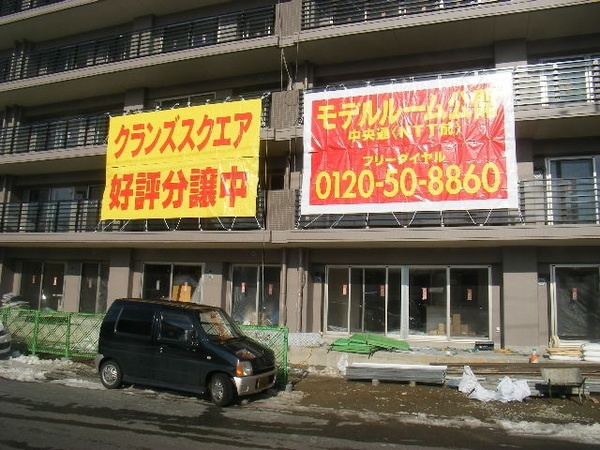 クランズスクエア
好評分譲中
モデルルーム公開
中央通(NTT前)
フリーダイヤル
0120-50-8860